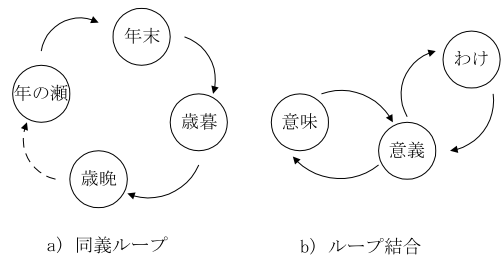 年末
わけ
年の瀬
歳暮
意味
意義
歳晩
a) 同義ループ
b) ループ結合